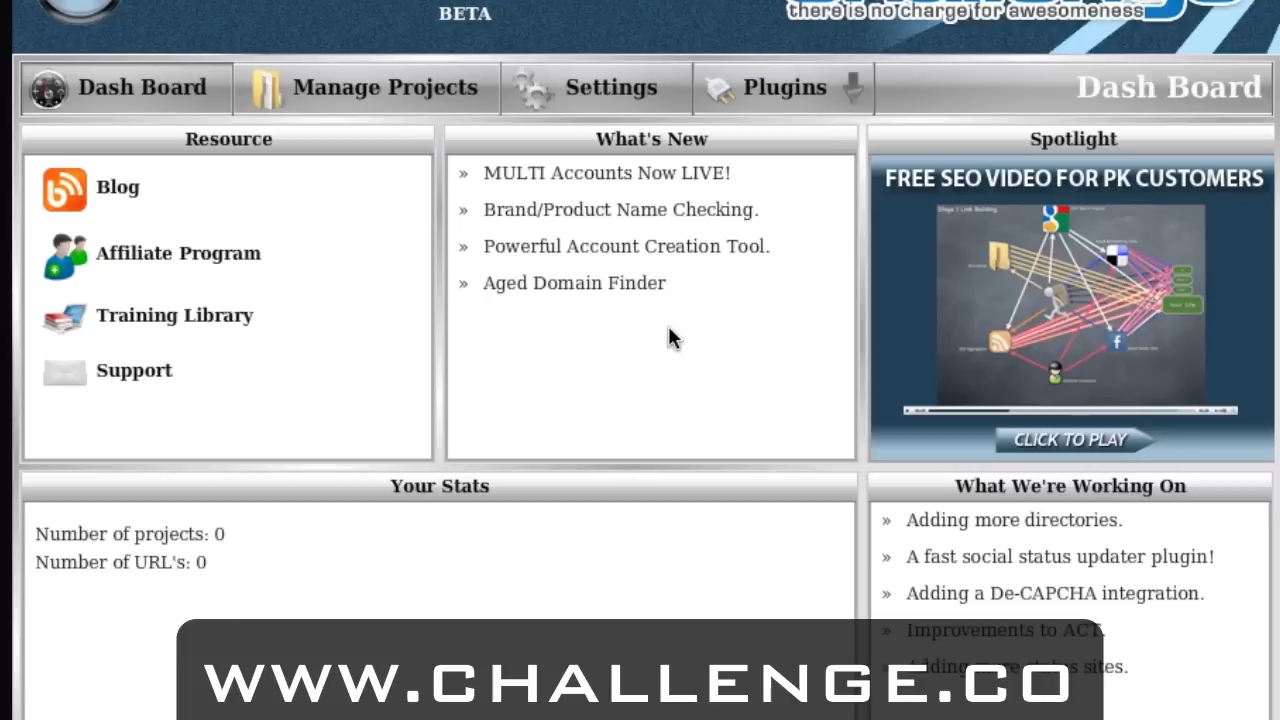 BETA
there is no charge for awesomeness
Dash Board
Manage Projects
Settings
Plugins
Dash Board
Resource
Blog
Affiliate Program
Training Library
Support
What's New
» MULTI Accounts Now LIVE!
» Brand/Product Name Checking.
» Powerful Account Creation Tool.
» Aged Domain Finder
Spotlight
FREE SEO VIDEO FOR PK CUSTOMERS
CLICK TO PLAY
Your Stats
Number of projects: 0
Number of URL's: 0
What We're Working On
» Adding more directories.
» A fast social status updater plugin!
» Adding a De-CAPCHA integration.
Improvements to ACT.
Adding more status sites.
WWW.CHALLENGE.CO